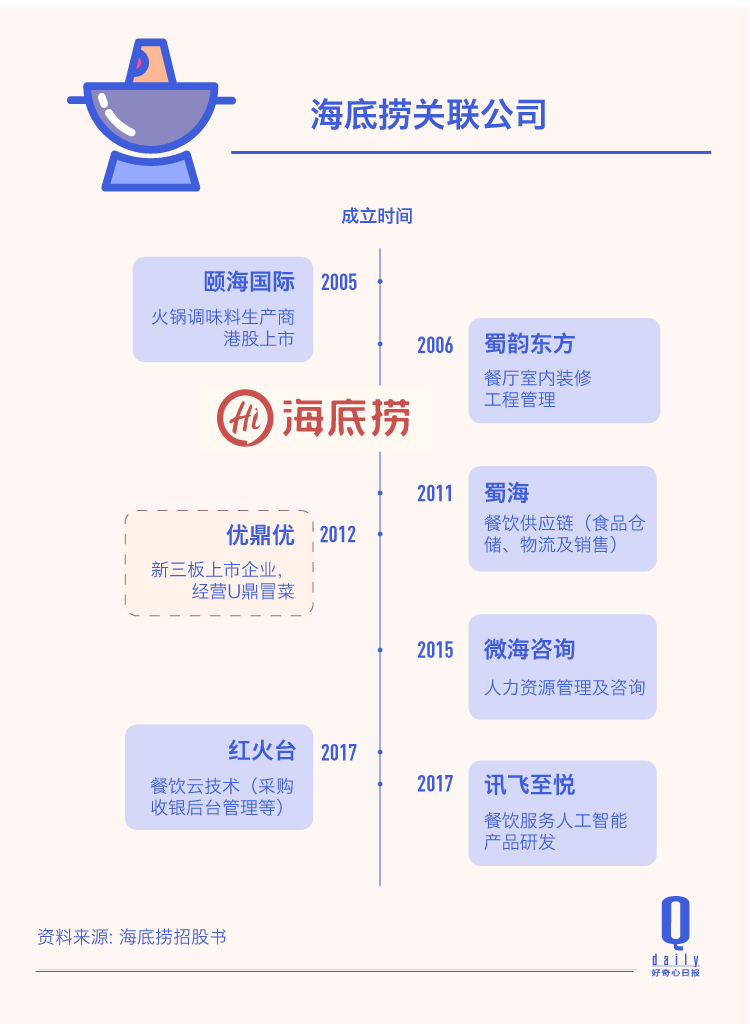 海底捞关联公司
成立时间
颐海国际
2005
火锅调味料生产商
港股上市
2006
蜀韵东方
餐厅室内装修
工程管理
Hi 海底捞
2011
蜀海
餐饮供应链（食品仓
储、物流及销售）
优鼎优
2012
新三板上市企业，
经营U鼎冒菜
2015
微海咨询
人力资源管理及咨询
红火台
2017
餐饮云技术（采购
收银后台管理等）
2017
讯飞至悦
餐饮服务人工智能
产品研发
资料来源: 海底捞招股书
Q
daily
好奇心日报